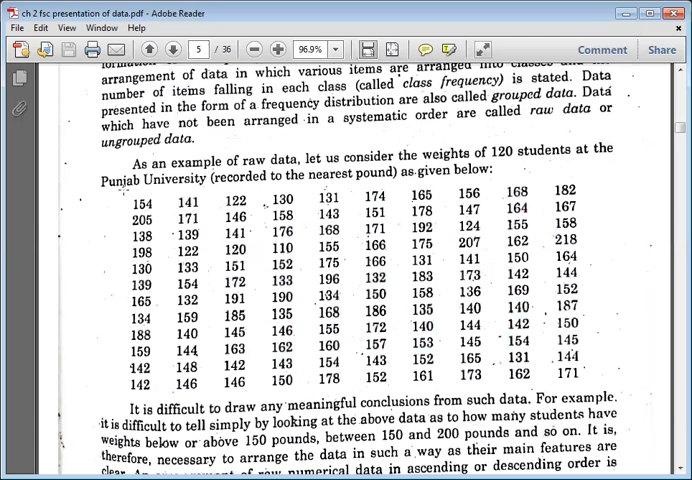 ch 2 fsc presentation of data.pdf - Adobe Reader
File Edit View Window Help
5 / 36 96.9% Comment Share
arrangement of data in which various items are arranged into classes and the
number of items falling in each class (called class frequency) is stated. Data
presented in the form of a frequency distribution are also called grouped data. Data
which have not been arranged in a systematic order are called raw data or
ungrouped data.
As an example of raw data, let us consider the weights of 120 students at the
Punjab University (recorded to the nearest pound) as given below:
154 141 122 130 131 174 165 156 168 182
205 171 146 158 143 151 178 147 164 167
138 139 141 176 168 171 192 124 155 158
198 122 120 110 155 166 175 207 162 218
130 133 151 152 175 166 131 141 150 164
139 154 172 133 196 132 183 173 142 144
165 132 191 190 134 150 158 136 169 152
134 159 185 135 168 186 135 140 140 187
188 140 145 146 155 172 140 144 142 150
159 144 163 162 160 157 153 145 154 145
142 148 142 143 154 143 152 165 131 144
142 146 146 150 178 152 161 173 162 171
It is difficult to draw any meaningful conclusions from such data. For example,
it is difficult to tell simply by looking at the above data as to how many students have
weights below or above 150 pounds, between 150 and 200 pounds and so on. It is,
therefore, necessary to arrange the data in such a way as their main features are
clear. An arrangement of raw numerical data in ascending or descending order is